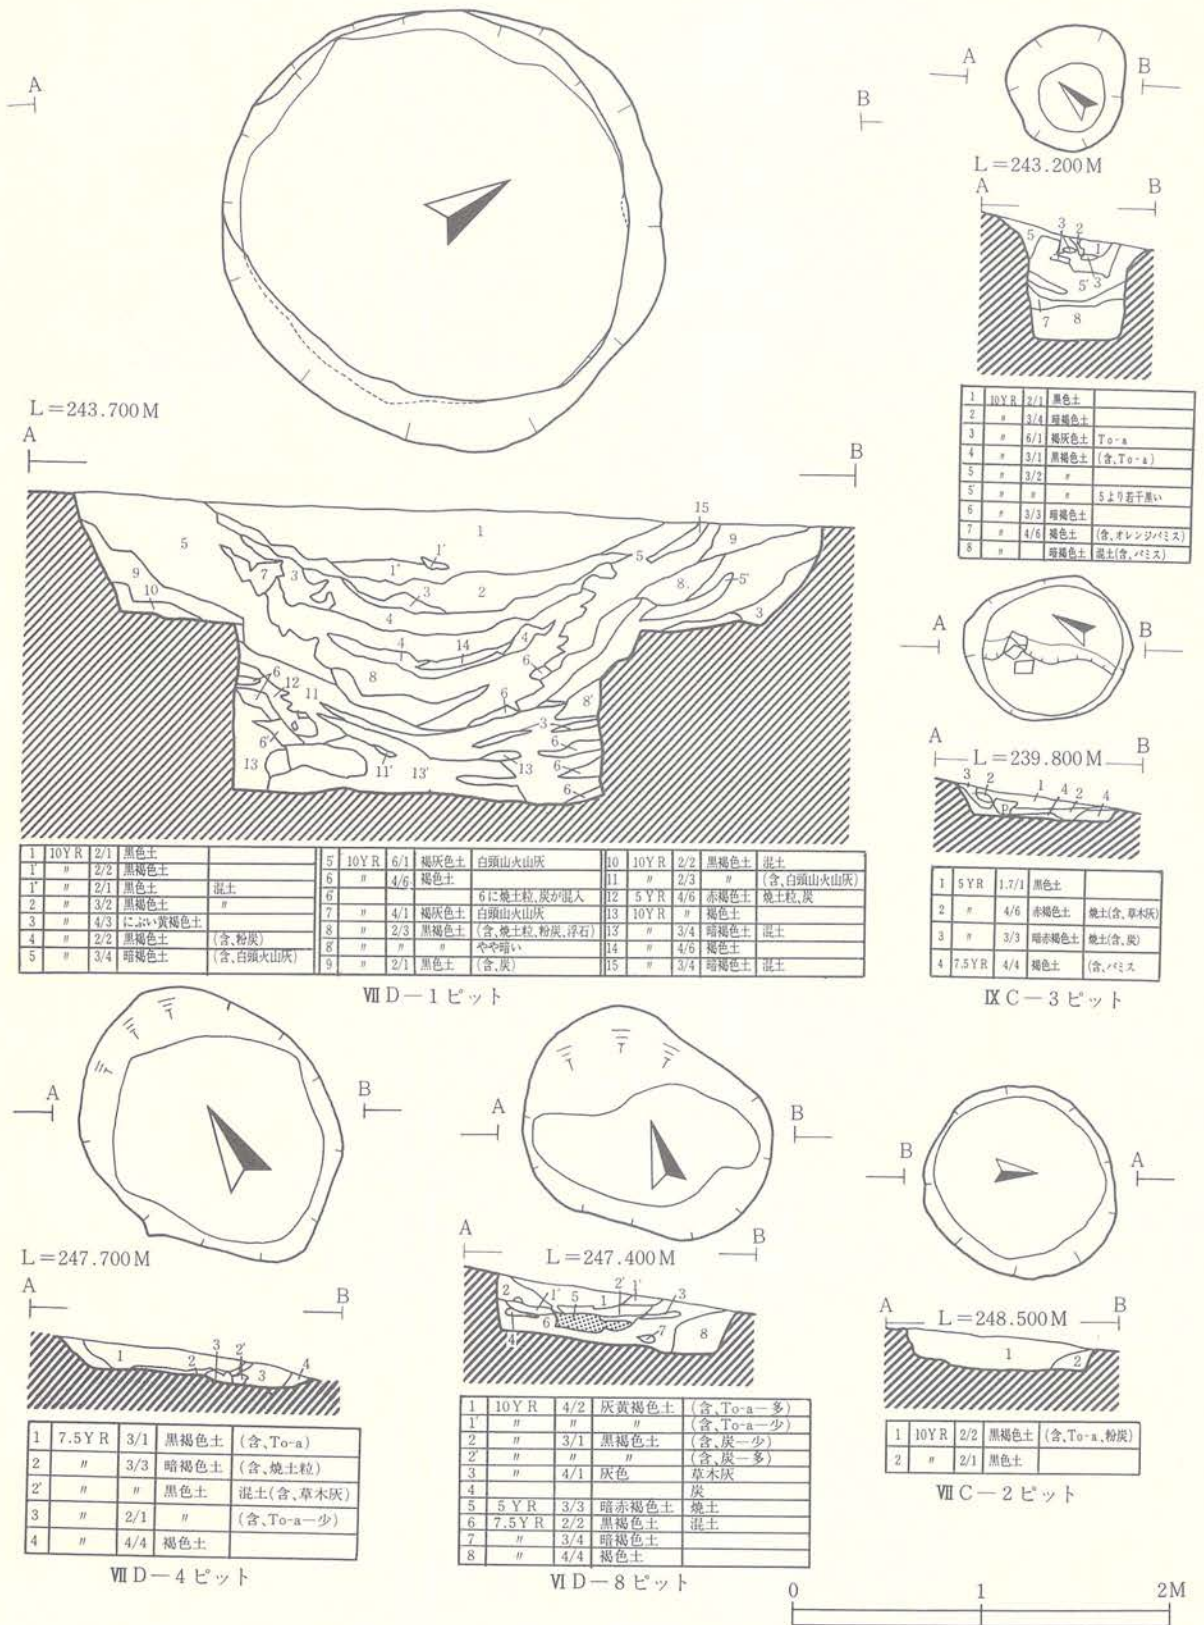 A
B
L=243.700M
A
B
1
1'
1'
2
3
3
4
4
4
5
5
5'
6
6
6
6
6
6
6'
7
8
8.
8'
9
9
10
11
11'
12
13
13
13'
14
15
1 10YR 2/1 黒色土
1' 〃 2/2 黒褐色土
1' 〃 2/1 黒色土 混土
2 〃 3/2 黒褐色土 〃
3 〃 4/3 にぶい黄褐色土
4 〃 2/2 黒褐色土 (含,粉炭)
5 〃 3/4 暗褐色土 (含,白頭火山灰)
5 10YR 6/1 褐灰色土 白頭山火山灰
6 〃 4/6 褐色土
6' 6に焼土粒,炭が混入
7 〃 4/1 褐灰色土 白頭山火山灰
8 〃 2/3 黒褐色土 (含,焼土粒,粉炭,浮石)
8' 〃 〃 〃 やや暗い
9 〃 2/1 黒色土 (含,炭)
10 10YR 2/2 黒褐色土 混土
11 〃 2/3 〃 (含,白頭山火山灰)
12 5YR 4/6 赤褐色土 焼土粒,炭
13 10YR 〃 褐色土
13' 〃 3/4 暗褐色土 混土
14 〃 4/6 褐色土
15 〃 3/4 暗褐色土 混土
VII D-1 ピット
A
B
L=243.200M
A
B
3
2
5
1
3
5'
7
8
1 10YR 2/1 黒色土
2 〃 3/4 暗褐色土
3 〃 6/1 褐灰色土 To-a
4 〃 3/1 黒褐色土 (含,To-a)
5 〃 3/2 〃
5' 〃 〃 〃 5より若干黒い
6 〃 3/3 暗褐色土
7 〃 4/6 褐色土 (含,オレンジパミス)
8 〃 暗褐色土 混土(含,パミス)
A
B
A
L=239.800M
B
3
2
1
4
2
4
P
1 5YR 1.7/1 黒色土
2 〃 4/6 赤褐色土 焼土(含,草木灰)
3 〃 3/3 暗赤褐色土 焼土(含,炭)
4 7.5YR 4/4 褐色土 (含,パミス
IX C-3 ピット
A
B
L=247.700M
A
B
1
2
3
2'
3
4
1 7.5YR 3/1 黒褐色土 (含,To-a)
2 〃 3/3 暗褐色土 (含,焼土粒)
2' 〃 〃 黒色土 混土(含,草木灰)
3 〃 2/1 〃 (含,To-a-少)
4 〃 4/4 褐色土
VII D-4 ピット
A
B
A
L=247.400M
B
2
1'
5
1
2'
1'
3
4
6
7
8
1 10YR 4/2 灰黄褐色土 (含,To-a-多)
1' 〃 〃 〃 (含,To-a-少)
2 〃 3/1 黒褐色土 (含,炭-少)
2' 〃 〃 〃 (含,炭-多)
3 〃 4/1 灰色 草木灰
4 炭
5 5YR 3/3 暗赤褐色土 焼土
6 7.5YR 2/2 黒褐色土 混土
7 〃 3/4 暗褐色土
8 〃 4/4 褐色土
VI D-8 ピット
B
A
A
L=248.500M
B
1
2
1 10YR 2/2 黒褐色土 (含,To-a,粉炭)
2 〃 2/1 黒色土
VII C-2 ピット
0
1
2M